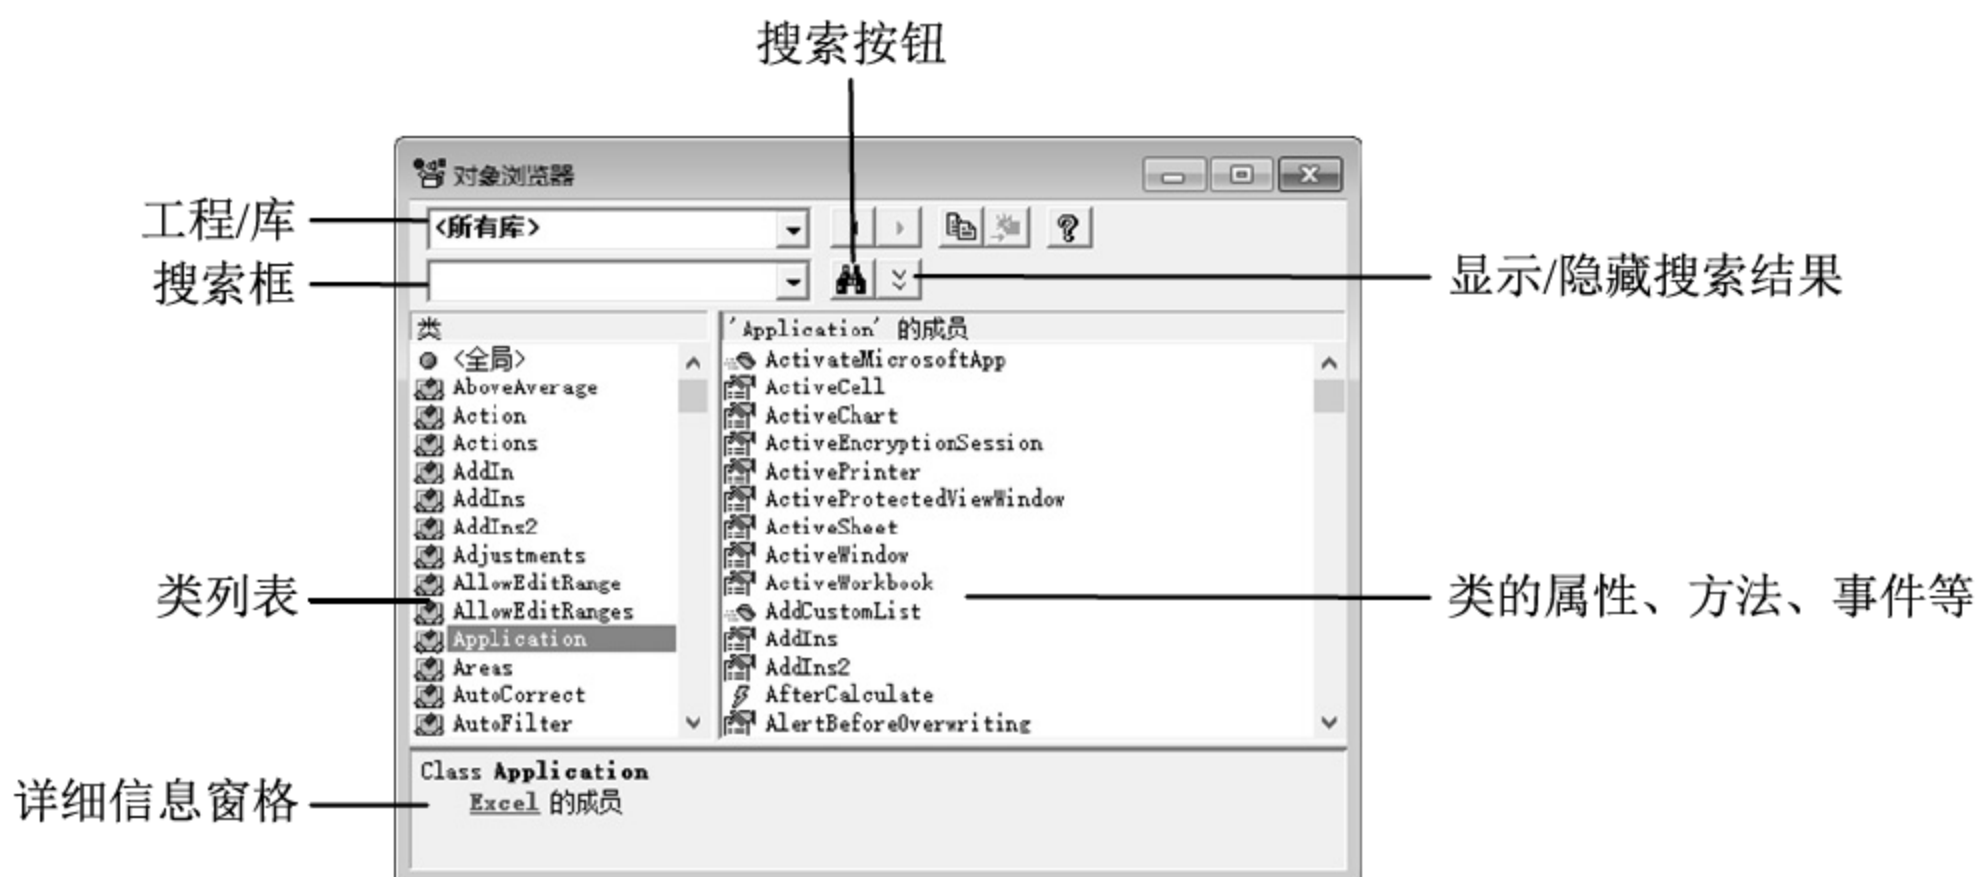 搜索按钮
对象浏览器
工程/库
<所有库>
搜索框
显示/隐藏搜索结果
类
'Application' 的成员
<全局>
AboveAverage
Action
Actions
AddIn
AddIns
AddIns2
Adjustments
AllowEditRange
AllowEditRanges
Application
Areas
AutoCorrect
AutoFilter
ActivateMicrosoftApp
ActiveCell
ActiveChart
ActiveEncryptionSession
ActivePrinter
ActiveProtectedViewWindow
ActiveSheet
ActiveWindow
ActiveWorkbook
AddCustomList
AddIns
AddIns2
AfterCalculate
AlertBeforeOverwriting
类列表
类的属性、方法、事件等
详细信息窗格
Class Application
Excel 的成员